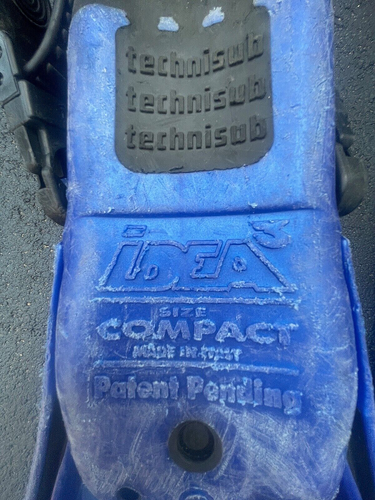 technisub
technisub
technisub
iDEA3
SIZE
COMPACT
MADE IN ITALY
Patent Pending